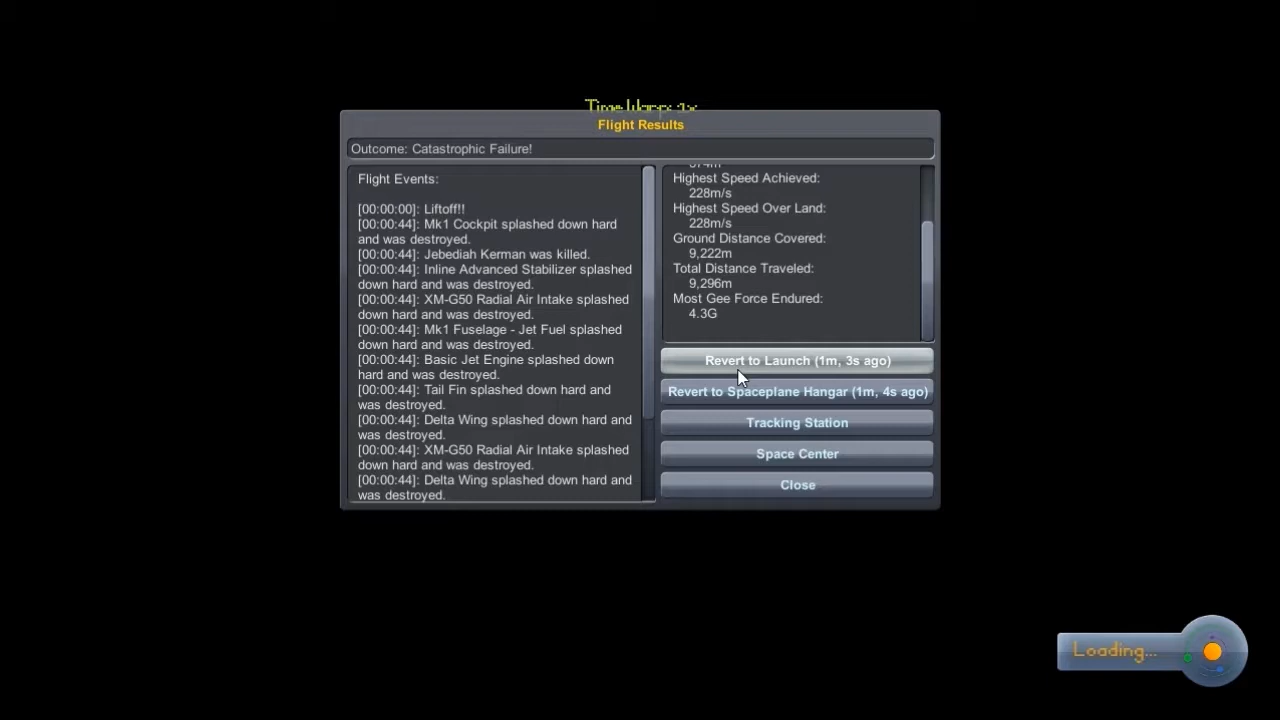 Time Warp: 1x
Flight Results
Outcome: Catastrophic Failure!
Flight Events:
[00:00:00]: Liftoff!!
[00:00:44]: Mk1 Cockpit splashed down hard
and was destroyed.
[00:00:44]: Jebediah Kerman was killed.
[00:00:44]: Inline Advanced Stabilizer splashed
down hard and was destroyed.
[00:00:44]: XM-G50 Radial Air Intake splashed
down hard and was destroyed.
[00:00:44]: Mk1 Fuselage - Jet Fuel splashed
down hard and was destroyed.
[00:00:44]: Basic Jet Engine splashed down
hard and was destroyed.
[00:00:44]: Tail Fin splashed down hard and
was destroyed.
[00:00:44]: Delta Wing splashed down hard and
was destroyed.
[00:00:44]: XM-G50 Radial Air Intake splashed
down hard and was destroyed.
[00:00:44]: Delta Wing splashed down hard and
was destroyed.
Highest Speed Achieved:
228m/s
Highest Speed Over Land:
228m/s
Ground Distance Covered:
9,222m
Total Distance Traveled:
9,296m
Most Gee Force Endured:
4.3G
Revert to Launch (1m, 3s ago)
Revert to Spaceplane Hangar (1m, 4s ago)
Tracking Station
Space Center
Close
Loading...